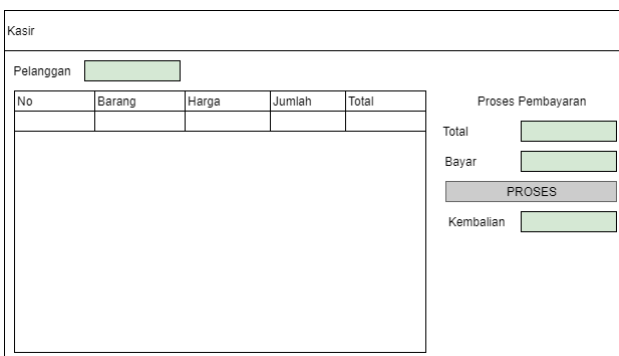 Kasir
Pelanggan
No Barang Harga Jumlah Total
Proses Pembayaran
Total
Bayar
PROSES
Kembalian